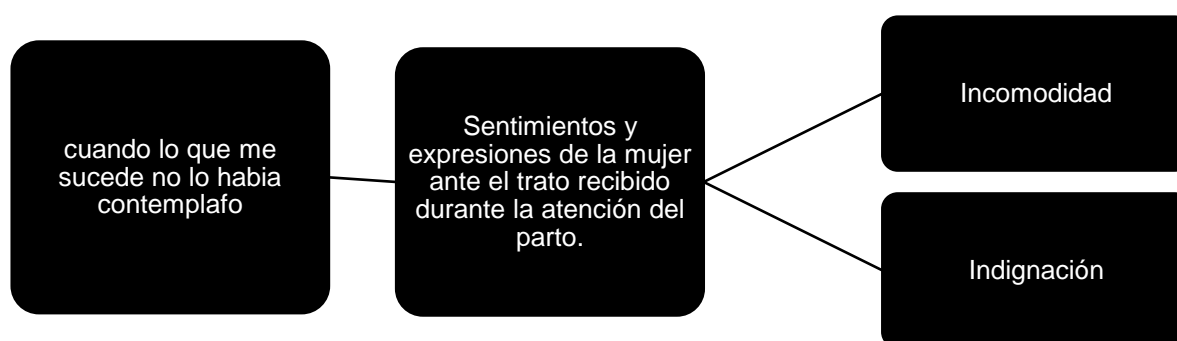 cuando lo que me
sucede no lo habia
contemplafo
Sentimientos y
expresiones de la mujer
ante el trato recibido
durante la atención del
parto.
Incomodidad
Indignación